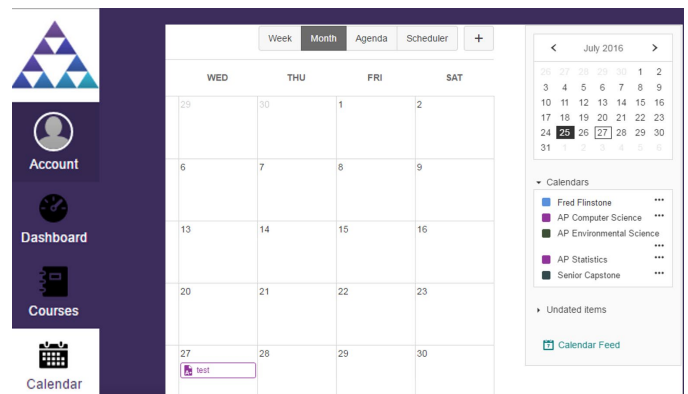 Account
Dashboard
Courses
Calendar
Week Month Agenda Scheduler +
WED THU FRI SAT
29 30 1 2
6 7 8 9
13 14 15 16
20 21 22 23
27 28 29 30
test
July 2016
26 27 28 29 30 1 2
3 4 5 6 7 8 9
10 11 12 13 14 15 16
17 18 19 20 21 22 23
24 25 26 27 28 29 30
31 1 2 3 4 5 6
Calendars
Fred Flinstone
AP Computer Science
AP Environmental Science
AP Statistics
Senior Capstone
Undated items
Calendar Feed